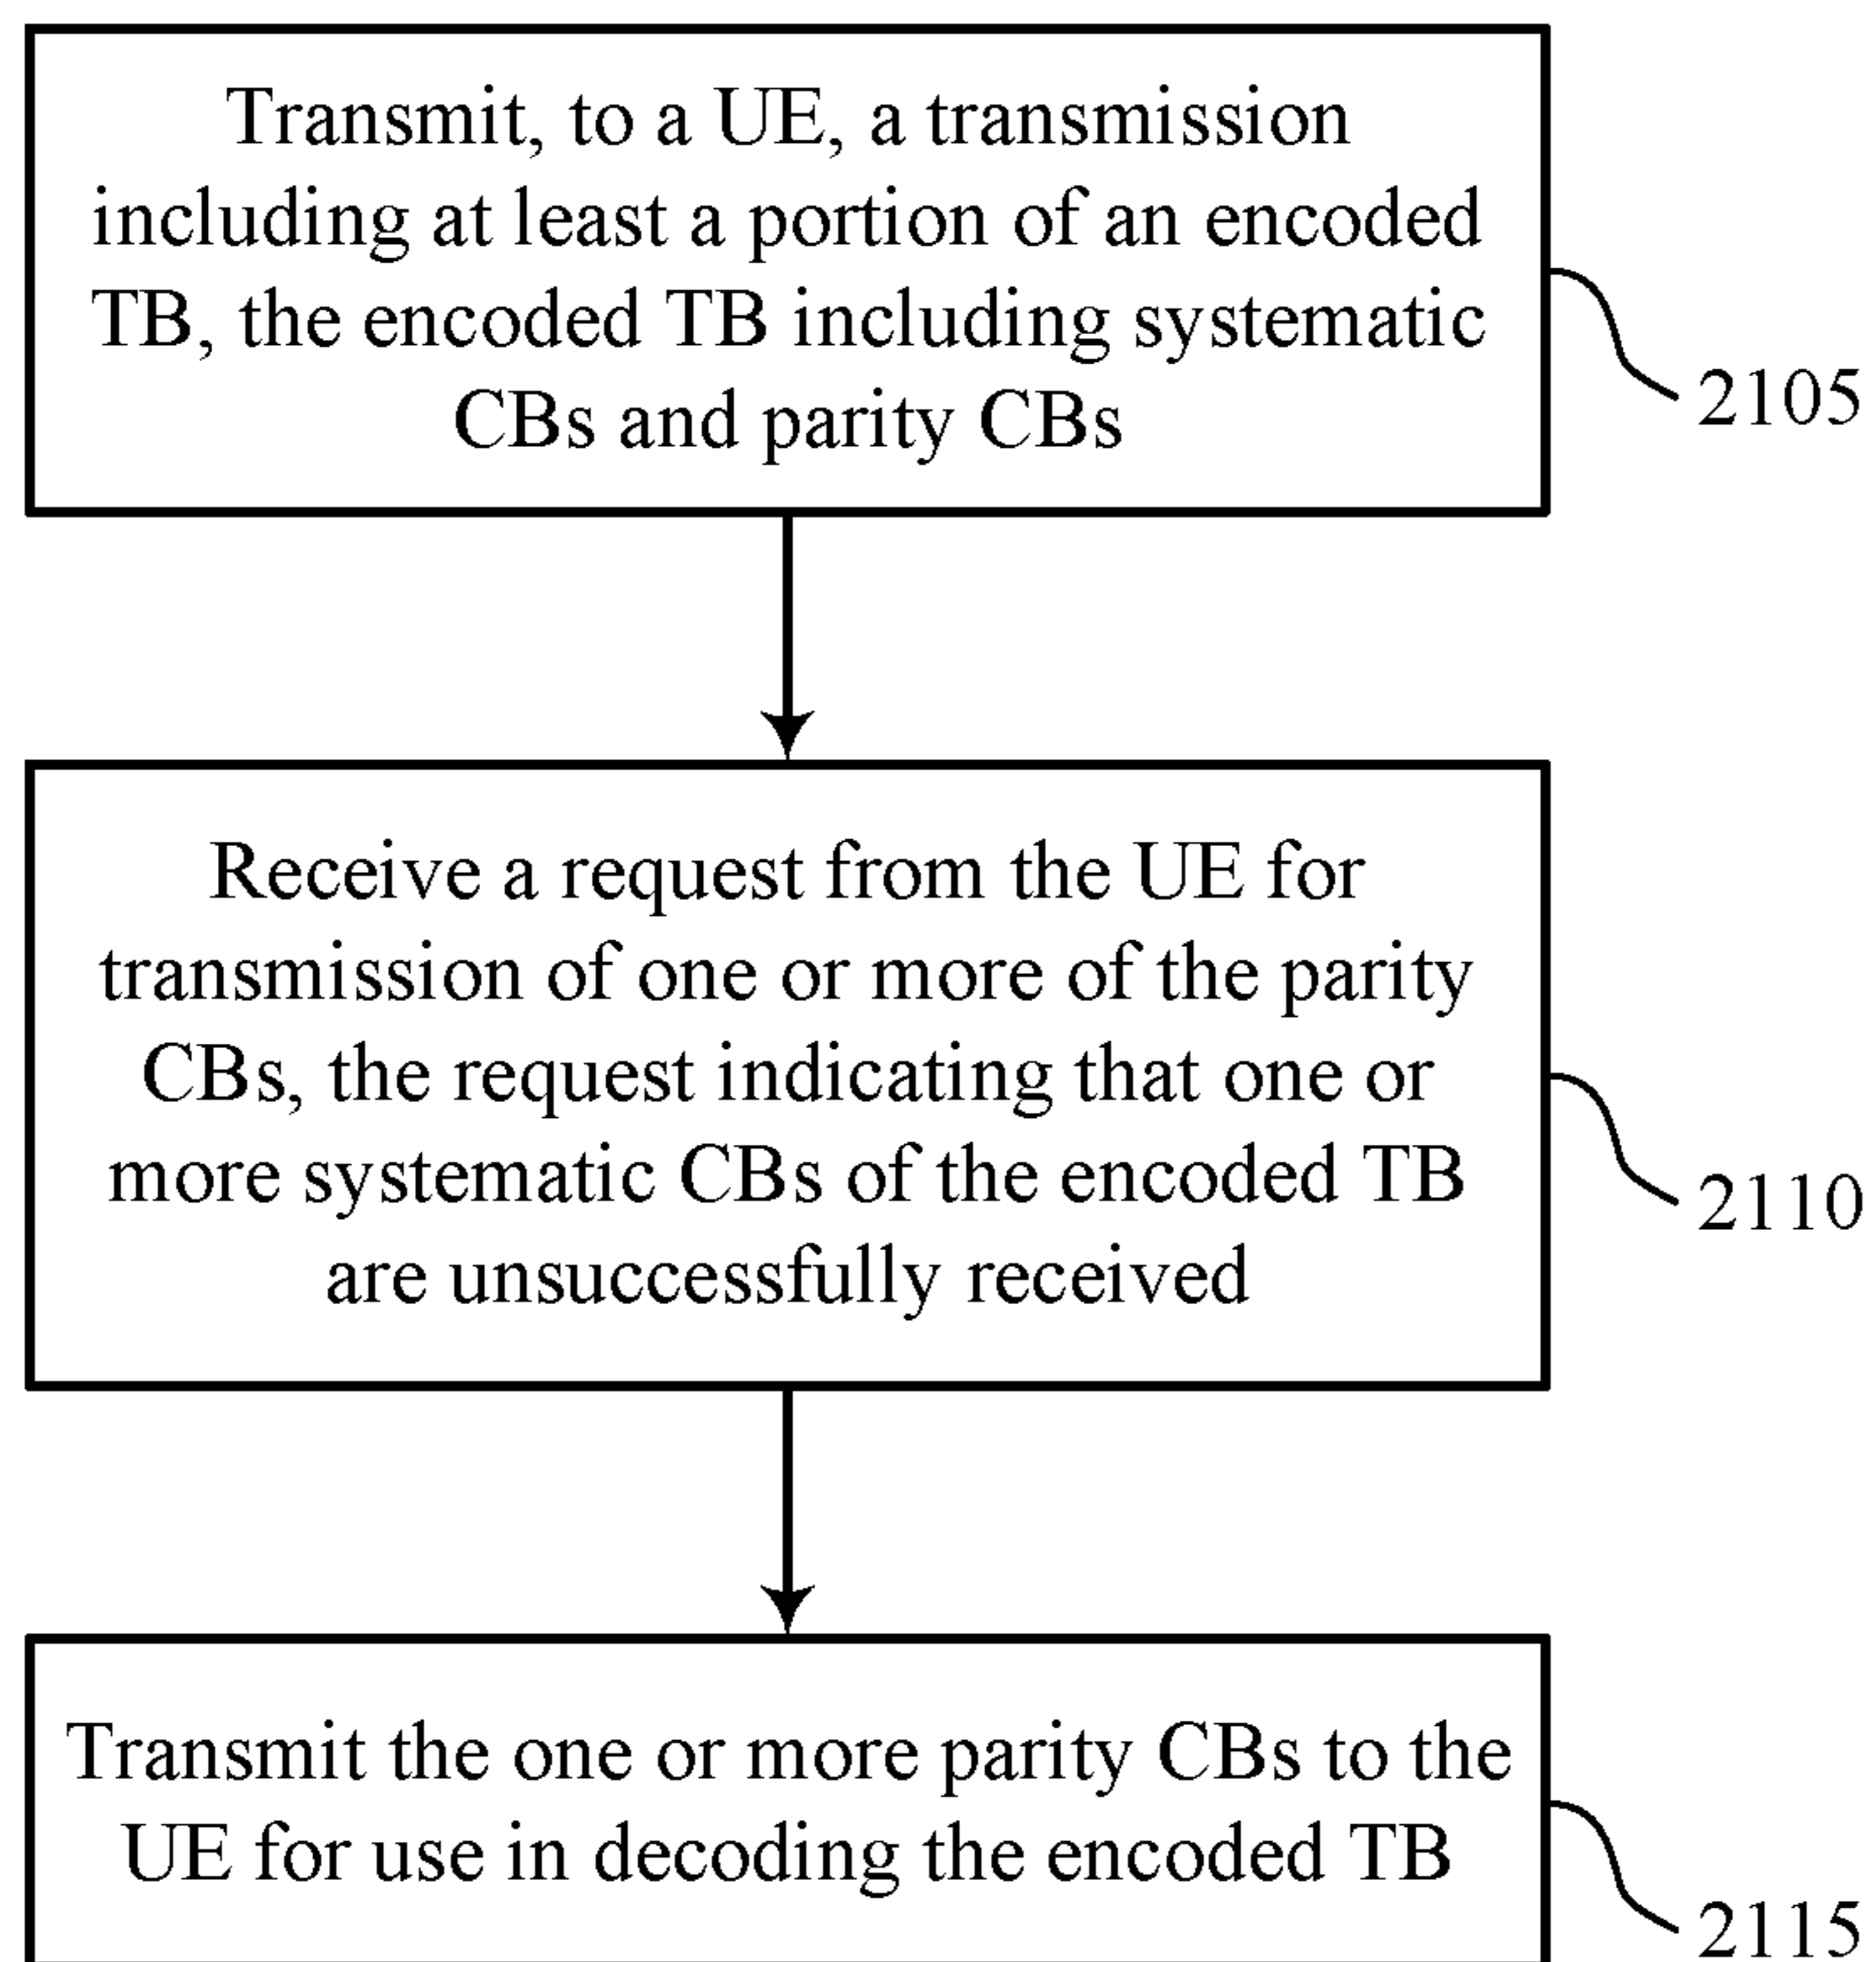 Transmit, to a UE, a transmission
including at least a portion of an encoded
TB, the encoded TB including systematic
CBs and parity CBs
2105
Receive a request from the UE for
transmission of one or more of the parity
CBs, the request indicating that one or
more systematic CBs of the encoded TB
are unsuccessfully received
2110
Transmit the one or more parity CBs to the
UE for use in decoding the encoded TB
2115